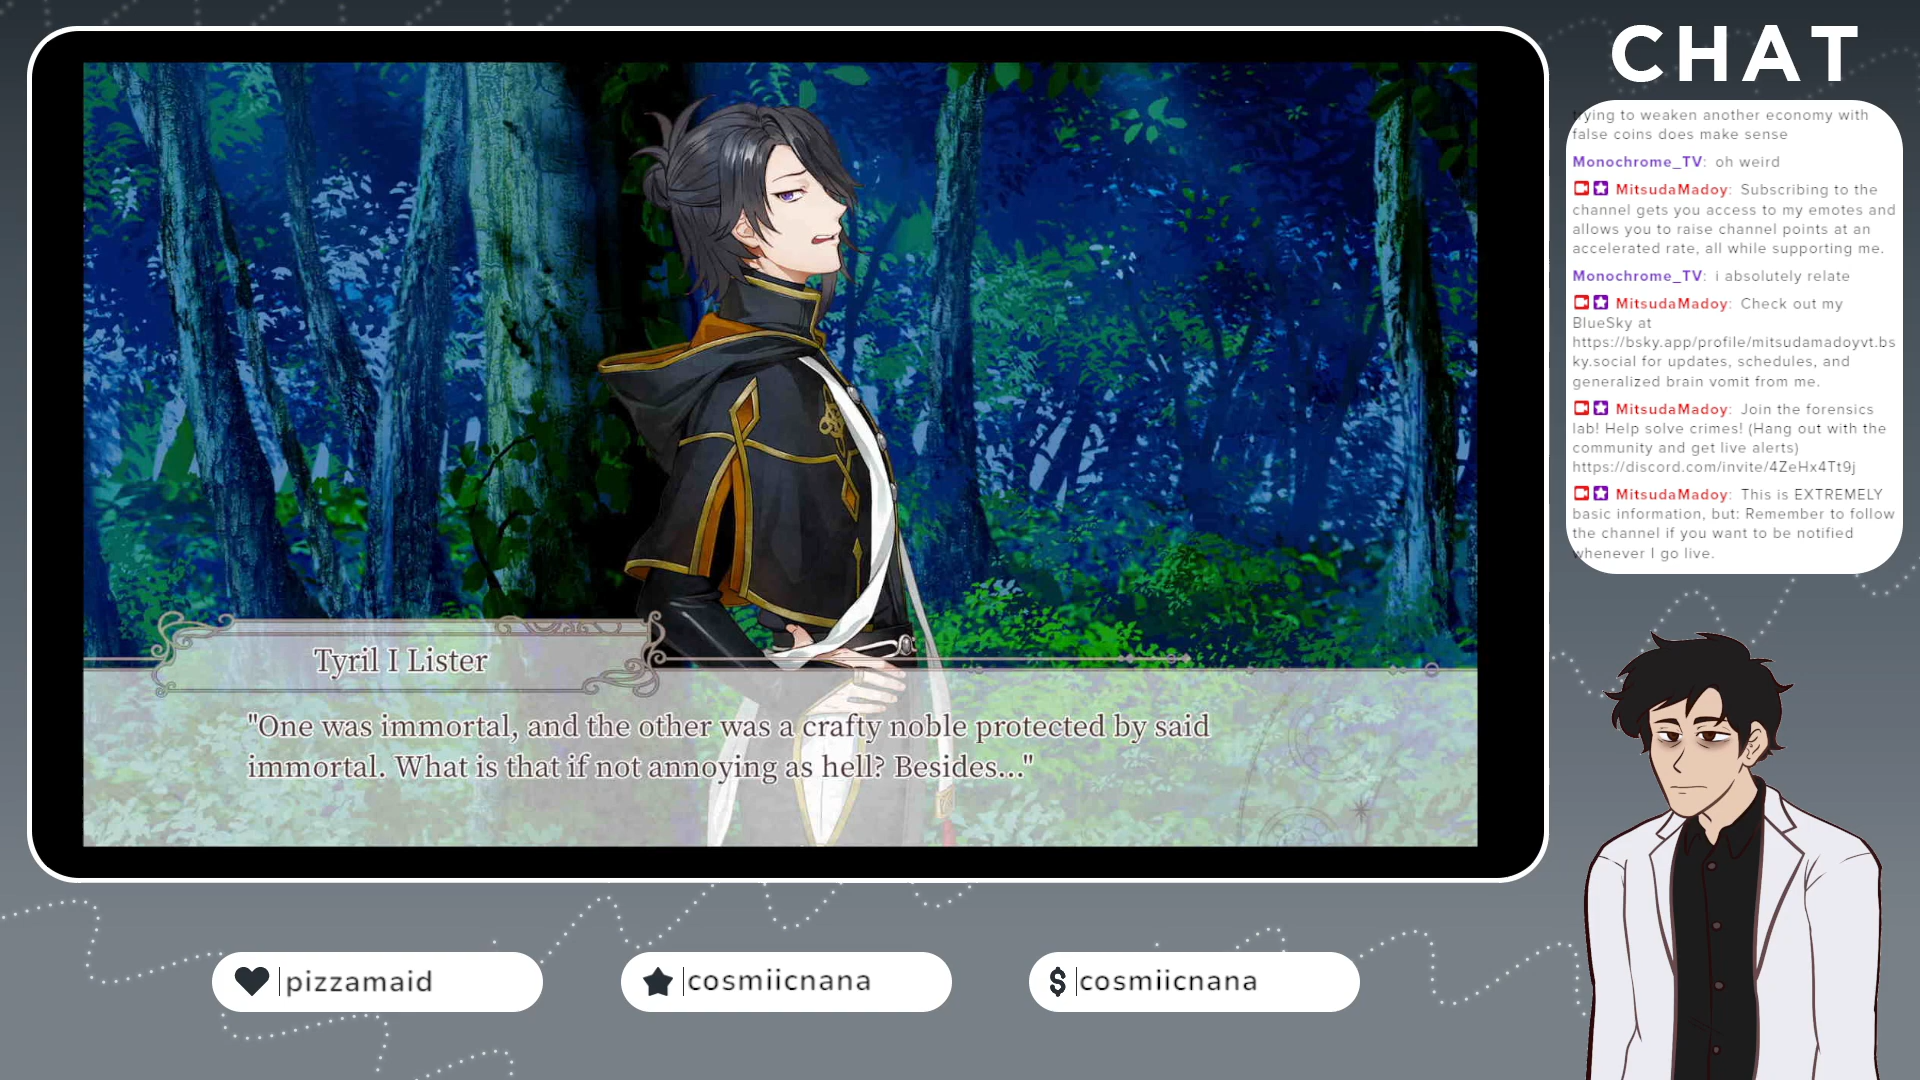 CHAT
trying to weaken another economy with
false coins does make sense
Monochrome_TV: oh weird
MitsudaMadoy: Subscribing to the
channel gets you access to my emotes and
allows you to raise channel points at an
accelerated rate, all while supporting me.
Monochrome_TV: i absolutely relate
MitsudaMadoy: Check out my
BlueSky at
https://bsky.app/profile/mitsudamadoyvt.bs
ky.social for updates, schedules, and
generalized brain vomit from me.
MitsudaMadoy: Join the forensics
lab! Help solve crimes! (Hang out with the
community and get live alerts)
https://discord.com/invite/4ZeHx4Tt9j
MitsudaMadoy: This is EXTREMELY
basic information, but: Remember to follow
the channel if you want to be notified
whenever I go live.
Tyril I Lister
"One was immortal, and the other was a crafty noble protected by said
immortal. What is that if not annoying as hell? Besides..."
pizzamaid
cosmiicnana
$ cosmiicnana